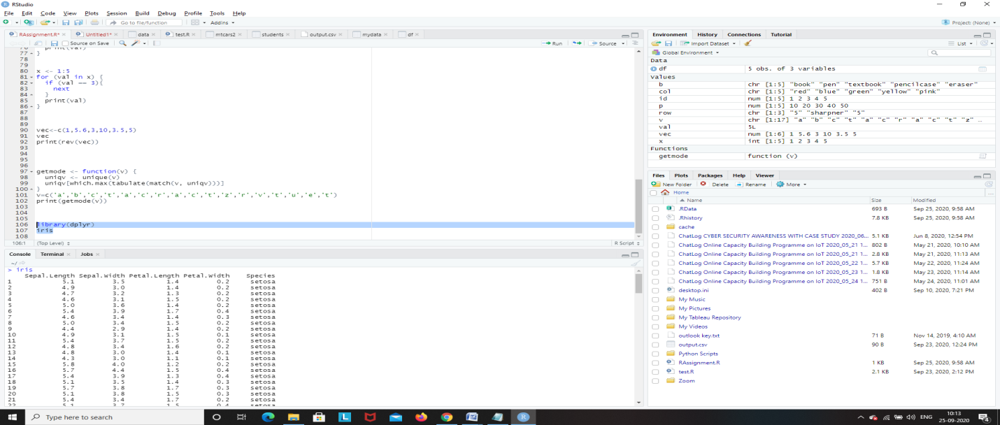 RStudio
File Edit Code View Plots Session Build Debug Profile Tools Help
Go to file/function Addins Project: (None)
RAssignment.R* Untitled1* data test.R mtcars2 students output.csv mydata df
Source on Save Run Source
76 print(val)
77 }
78
79
80 x <- 1:5
81 for (val in x) {
82 if (val == 3){
83 next
84 }
85 print(val)
86 }
87
88
89
90 vec<-c(1,5.6,3,10,3.5,5)
91 vec
92 print(rev(vec))
93
94
95
96
97 getmode <- function(v) {
98 uniqv <- unique(v)
99 uniqv[which.max(tabulate(match(v, uniqv)))]
100 }
101 v=c('a','b','c','t','a','c','r','a','c','t','z','r','v','t','u','e','t')
102 print(getmode(v))
103
104
105
106 library(dplyr)
107 iris
108
106:1 (Top Level) R Script
Console Terminal Jobs
~/
> iris
Sepal.Length Sepal.Width Petal.Length Petal.Width Species
1 5.1 3.5 1.4 0.2 setosa
2 4.9 3.0 1.4 0.2 setosa
3 4.7 3.2 1.3 0.2 setosa
4 4.6 3.1 1.5 0.2 setosa
5 5.0 3.6 1.4 0.2 setosa
6 5.4 3.9 1.7 0.4 setosa
7 4.6 3.4 1.4 0.3 setosa
8 5.0 3.4 1.5 0.2 setosa
9 4.4 2.9 1.4 0.2 setosa
10 4.9 3.1 1.5 0.1 setosa
11 5.4 3.7 1.5 0.2 setosa
12 4.8 3.4 1.6 0.2 setosa
13 4.8 3.0 1.4 0.1 setosa
14 4.3 3.0 1.1 0.1 setosa
15 5.8 4.0 1.2 0.2 setosa
16 5.7 4.4 1.5 0.4 setosa
17 5.4 3.9 1.3 0.4 setosa
18 5.1 3.5 1.4 0.3 setosa
19 5.7 3.8 1.7 0.3 setosa
20 5.1 3.8 1.5 0.3 setosa
21 5.4 3.4 1.7 0.2 setosa
22 5.1 3.7 1.5 0.4 setosa
Environment History Connections Tutorial
Import Dataset List
Global Environment
Data
df 5 obs. of 3 variables
Values
b chr [1:5] "book" "pen" "textbook" "pencilcase" "eraser"
col chr [1:5] "red" "blue" "green" "yellow" "pink"
id num [1:5] 1 2 3 4 5
p num [1:5] 10 20 30 40 50
row chr [1:3] "5" "sharpner" "5"
v chr [1:17] "a" "b" "c" "t" "a" "c" "r" "a" "c" "t" "z" …
val 5L
vec num [1:6] 1 5.6 3 10 3.5 5
x int [1:5] 1 2 3 4 5
Functions
getmode function (v)
Files Plots Packages Help Viewer
New Folder Delete Rename More
Home ...
Name Size Modified
.RData 693 B Sep 25, 2020, 9:58 AM
.Rhistory 7.8 KB Sep 25, 2020, 9:58 AM
cache
ChatLog CYBER SECURITY AWARENESS WITH CASE STUDY 2020_06... 5.1 KB Jun 8, 2020, 12:54 PM
ChatLog Online Capacity Building Programme on IoT 2020_05_21 1... 802 B May 21, 2020, 10:10 AM
ChatLog Online Capacity Building Programme on IoT 2020_05_21 1... 2.8 KB May 21, 2020, 11:13 AM
ChatLog Online Capacity Building Programme on IoT 2020_05_22 1... 5.7 KB May 22, 2020, 11:24 AM
ChatLog Online Capacity Building Programme on IoT 2020_05_23 1... 1.8 KB May 23, 2020, 11:14 AM
ChatLog Online Capacity Building Programme on IoT 2020_05_24 1... 751 B May 24, 2020, 11:01 AM
desktop.ini 402 B Sep 10, 2020, 7:21 PM
My Music
My Pictures
My Tableau Repository
My Videos
outlook key.txt 71 B Nov 14, 2019, 4:10 AM
output.csv 90 B Sep 23, 2020, 12:24 PM
Python Scripts
RAssignment.R 1 KB Sep 25, 2020, 9:58 AM
test.R 2.1 KB Sep 23, 2020, 2:12 PM
Zoom
Type here to search ENG 10:13
25-09-2020 4